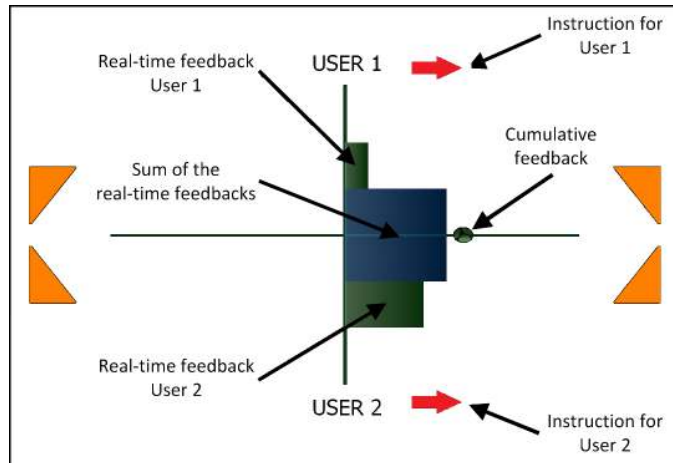 Real-time feedback
User 1
USER 1
Instruction for
User 1
Cumulative
feedback
Sum of the
real-time feedbacks
Real-time feedback
User 2
USER 2
Instruction for
User 2